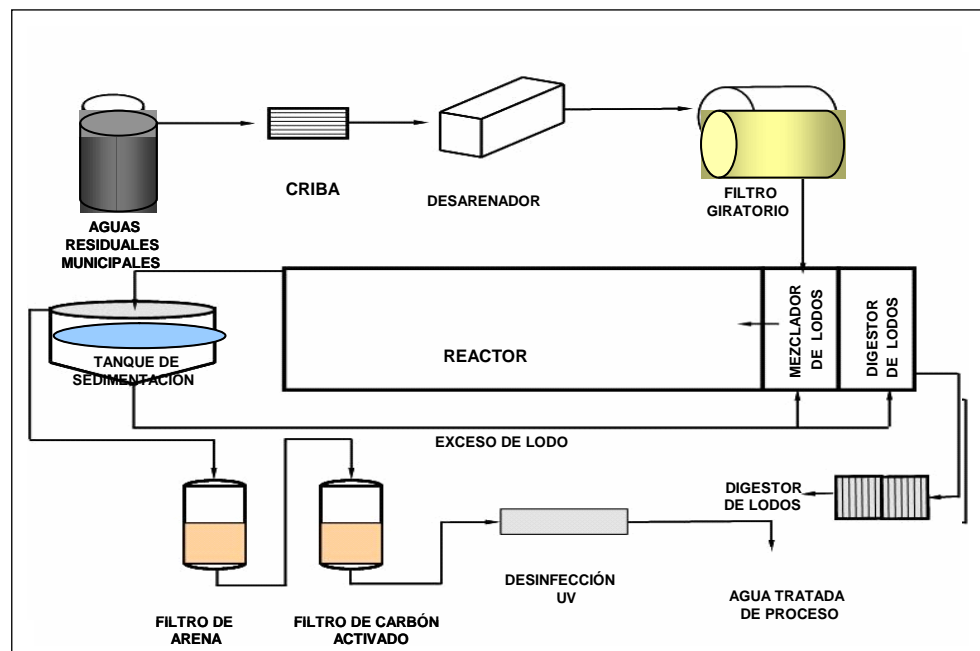 CRIBA
DESARENADOR
FILTRO
GIRATORIO
AGUAS
RESIDUALES
MUNICIPALES
TANQUE DE
SEDIMENTACIÓN
REACTOR
MEZCLADOR
DE LODOS
DIGESTOR
DE LODOS
EXCESO DE LODO
DIGESTOR
DE LODOS
DESINFECCIÓN
UV
AGUA TRATADA
DE PROCESO
FILTRO DE
ARENA
FILTRO DE CARBÓN
ACTIVADO